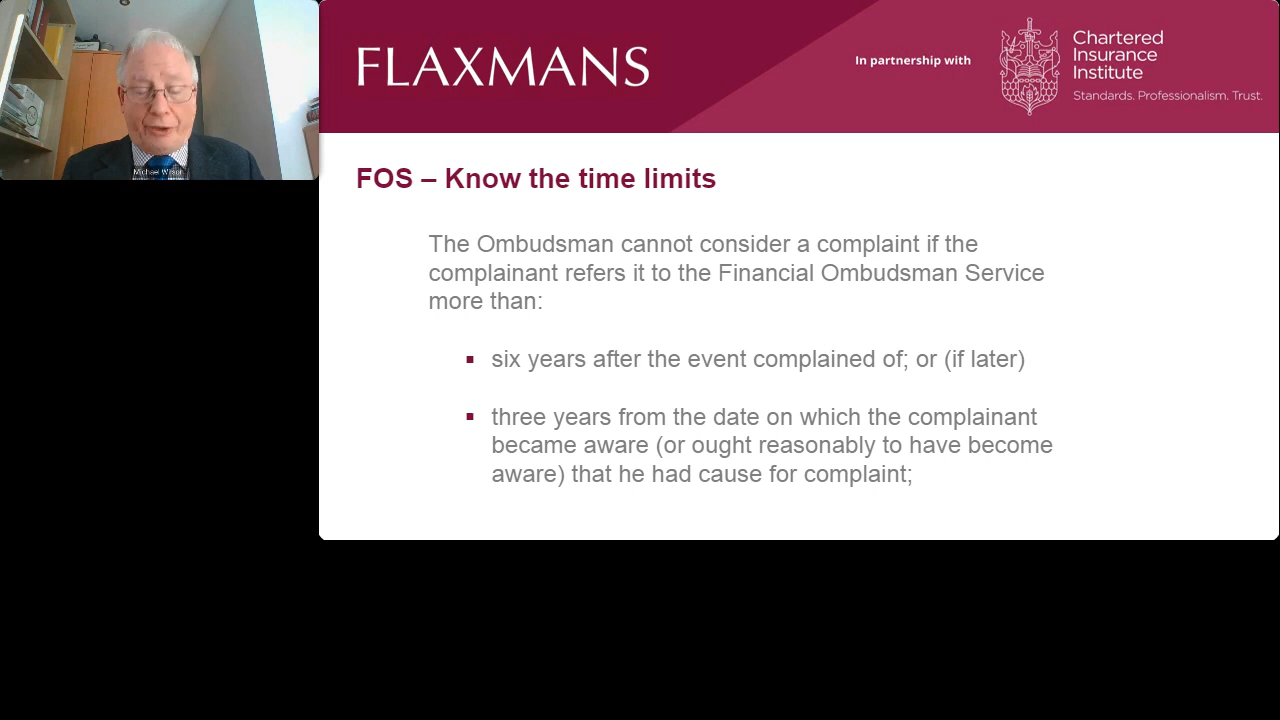 Michael Wilson
FLAXMANS
In partnership with
Chartered
Insurance
Institute
Standards. Professionalism. Trust.
FOS – Know the time limits
The Ombudsman cannot consider a complaint if the
complainant refers it to the Financial Ombudsman Service
more than:
six years after the event complained of; or (if later)
three years from the date on which the complainant
became aware (or ought reasonably to have become
aware) that he had cause for complaint;